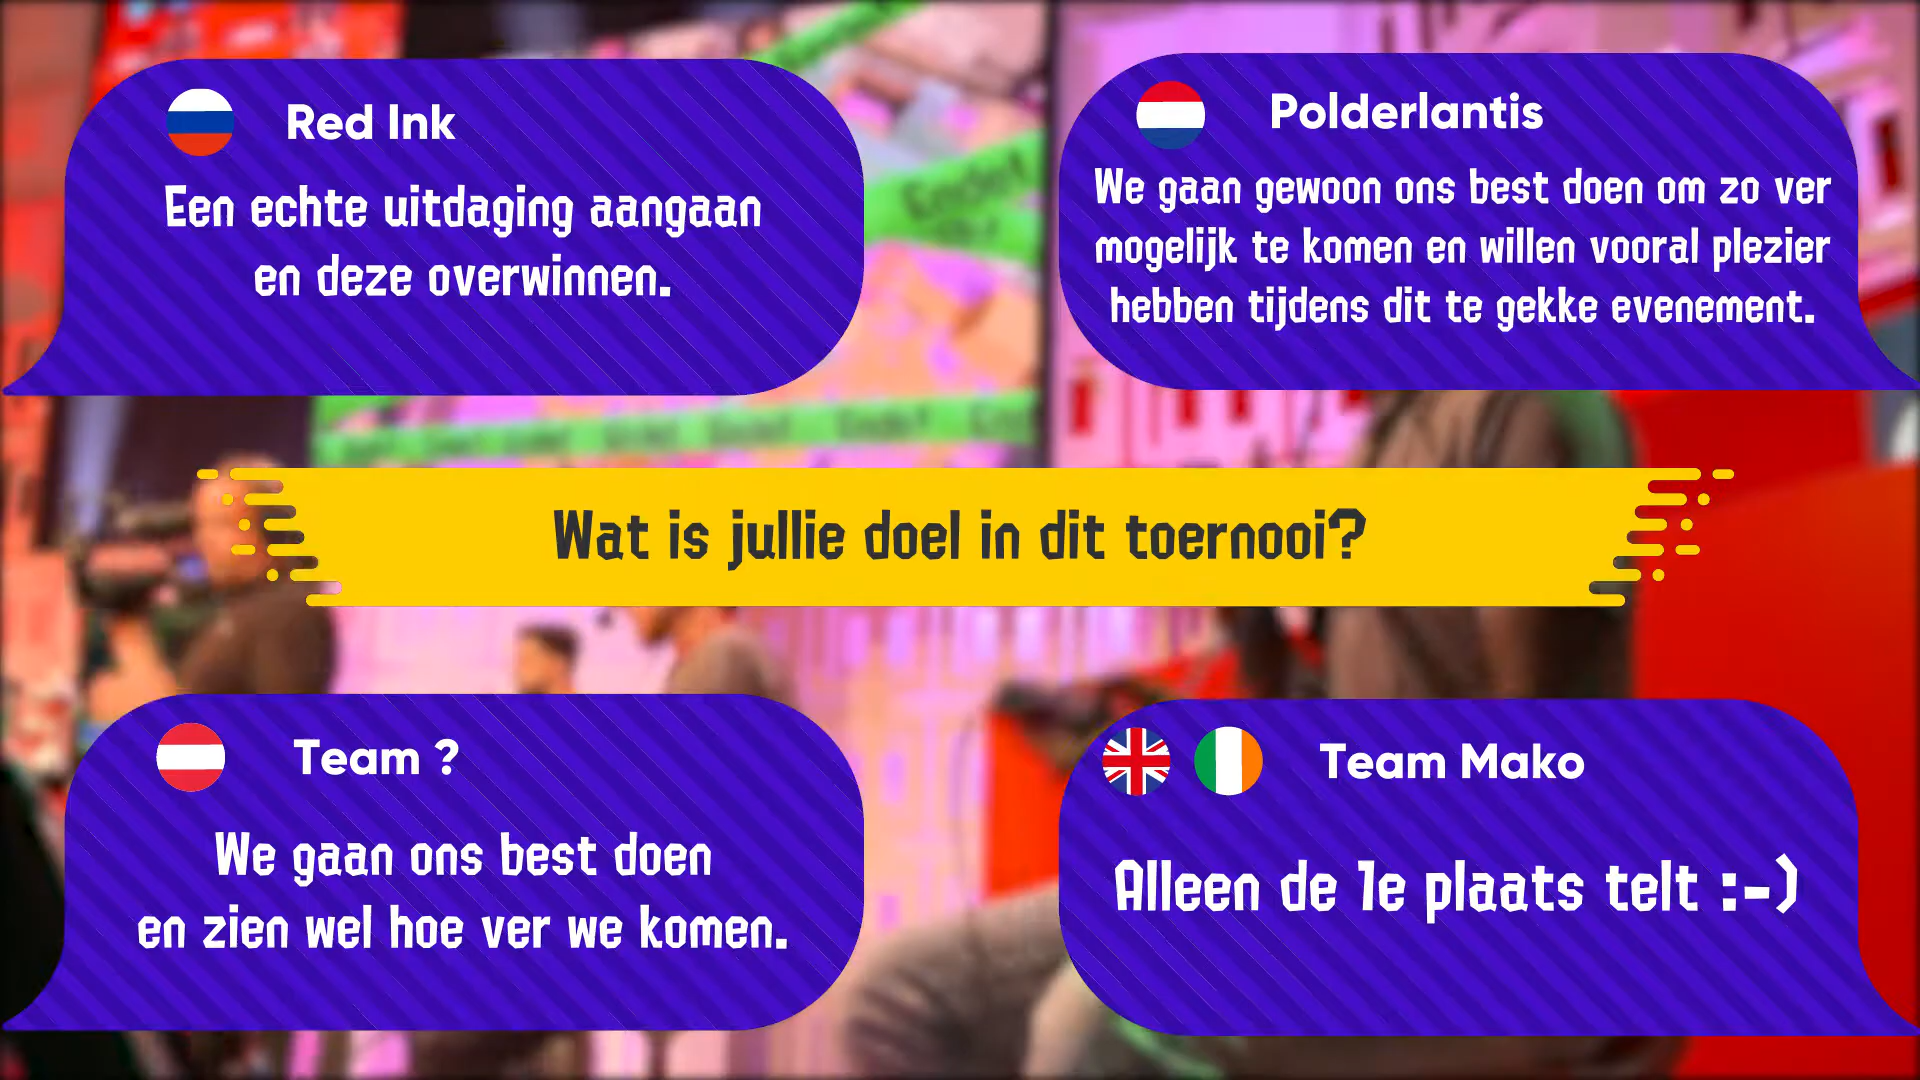 Red Ink
Een echte uitdaging aangaan
en deze overwinnen.
Polderlantis
We gaan gewoon ons best doen om zo ver
mogelijk te komen en willen vooral plezier
hebben tijdens dit te gekke evenement.
Wat is jullie doel in dit toernooi?
Team ?
We gaan ons best doen
en zien wel hoe ver we komen.
Team Mako
Alleen de 1e plaats telt :-)